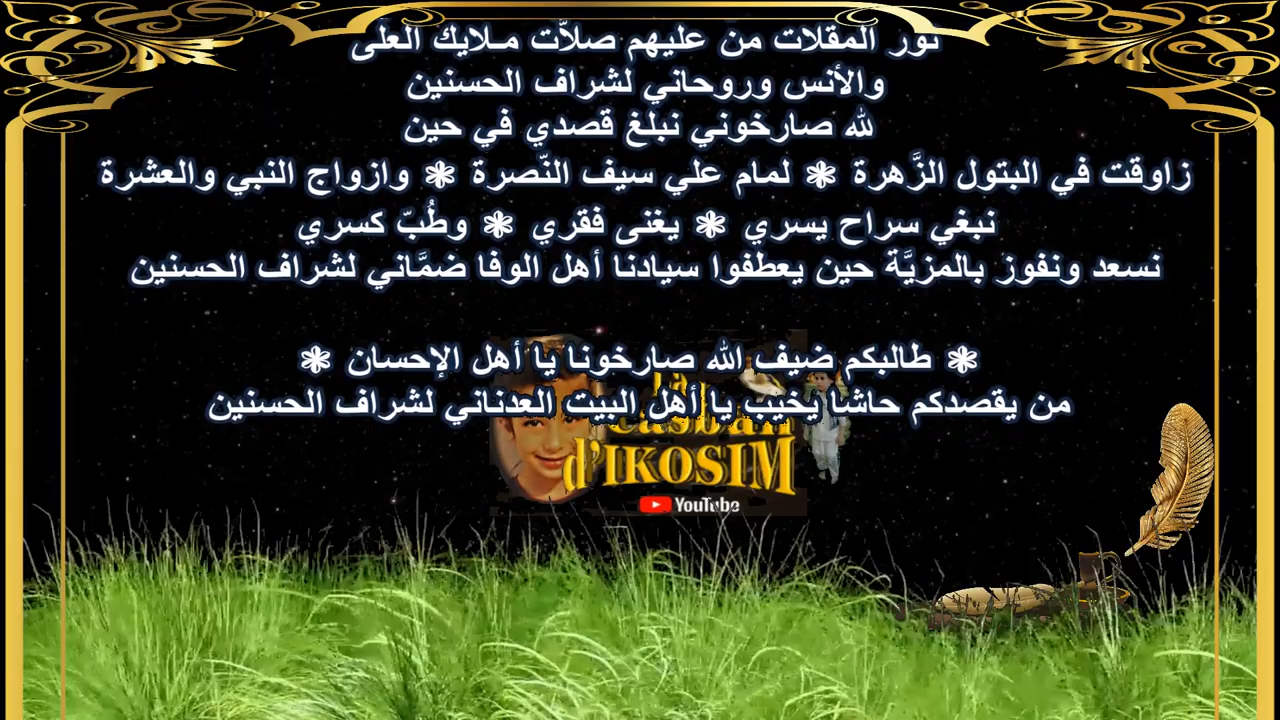 نور المقلات من عليهم صلاّت مـلايك العلى
والأنس وروحاني لشراف الحسنين
لله صارخوني نبلغ قصدي في حين
زاوقت في البتول الزَّهرة ❃ لمام علي سيف النّصرة ❃ وازواج النبي والعشرة
نبغي سراح يسري ❃ يغنى فقري ❃ وطُبّ كسري
نسعد ونفوز بالمزيَّة حين يعطفوا سيادنا أهل الوفا ضمَّاني لشراف الحسنين
❃ طالبكم ضيف الله صارخونا يا أهل الإحسان ❃
من يقصدكم حاشا يخيب يا أهل البيت العدناني لشراف الحسنين
casbah
d'IKOSIM
YouTube